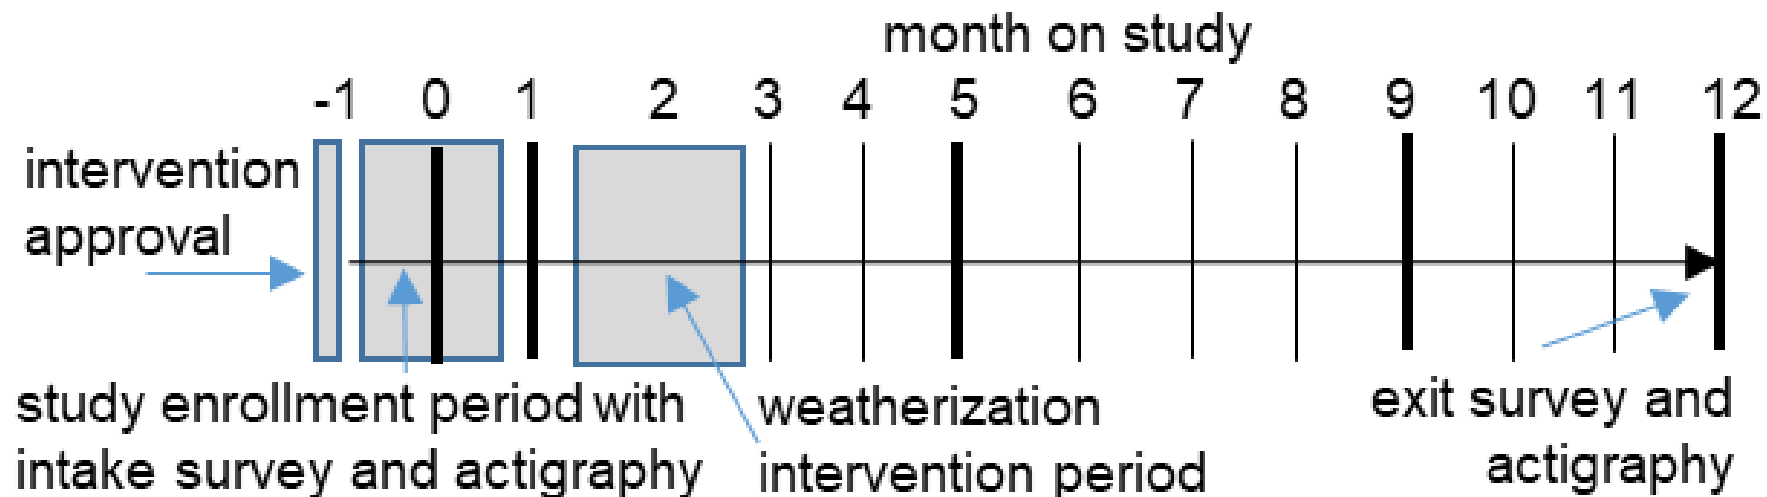 month on study
-1 0 1 2 3 4 5 6 7 8 9 10 11 12
intervention
approval
study enrollment period with
intake survey and actigraphy
weatherization
intervention period
exit survey and
actigraphy